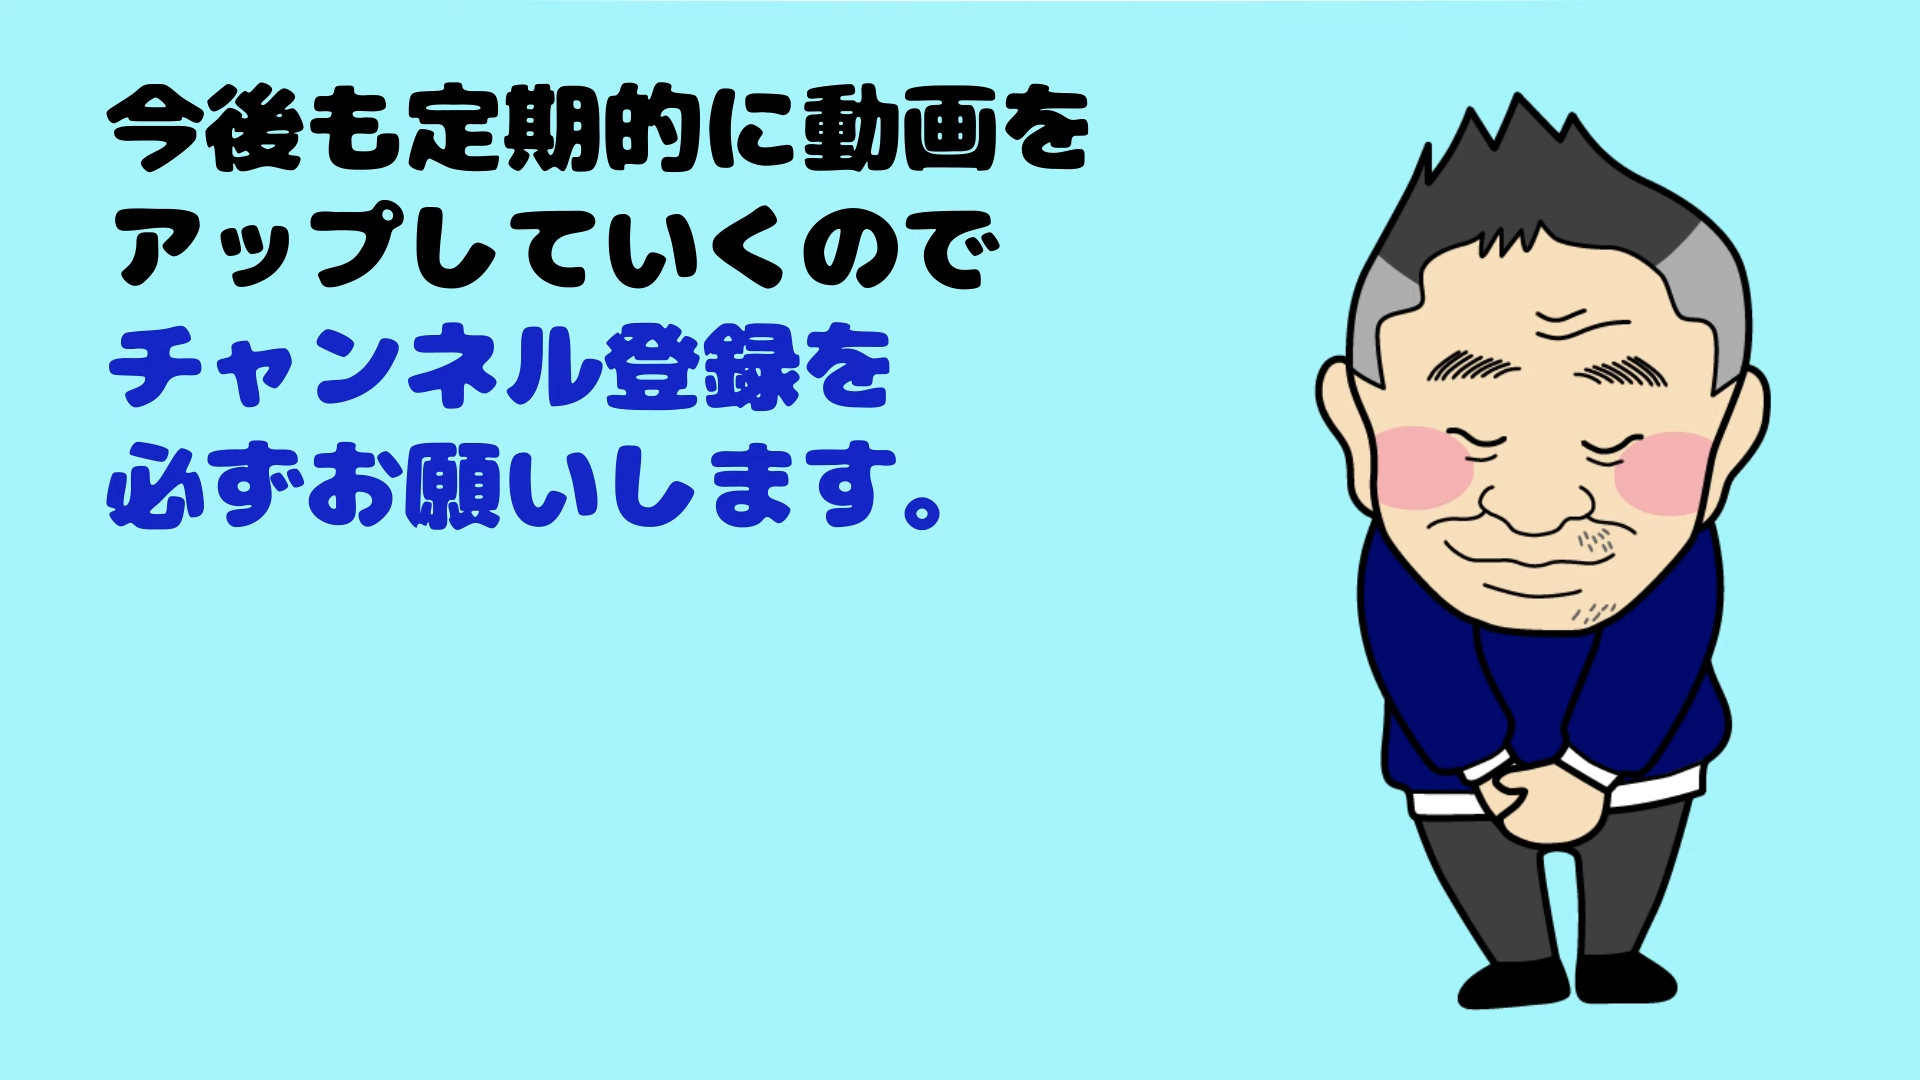 今後も定期的に動画を
アップしていくので
チャンネル登録を
必ずお願いします。